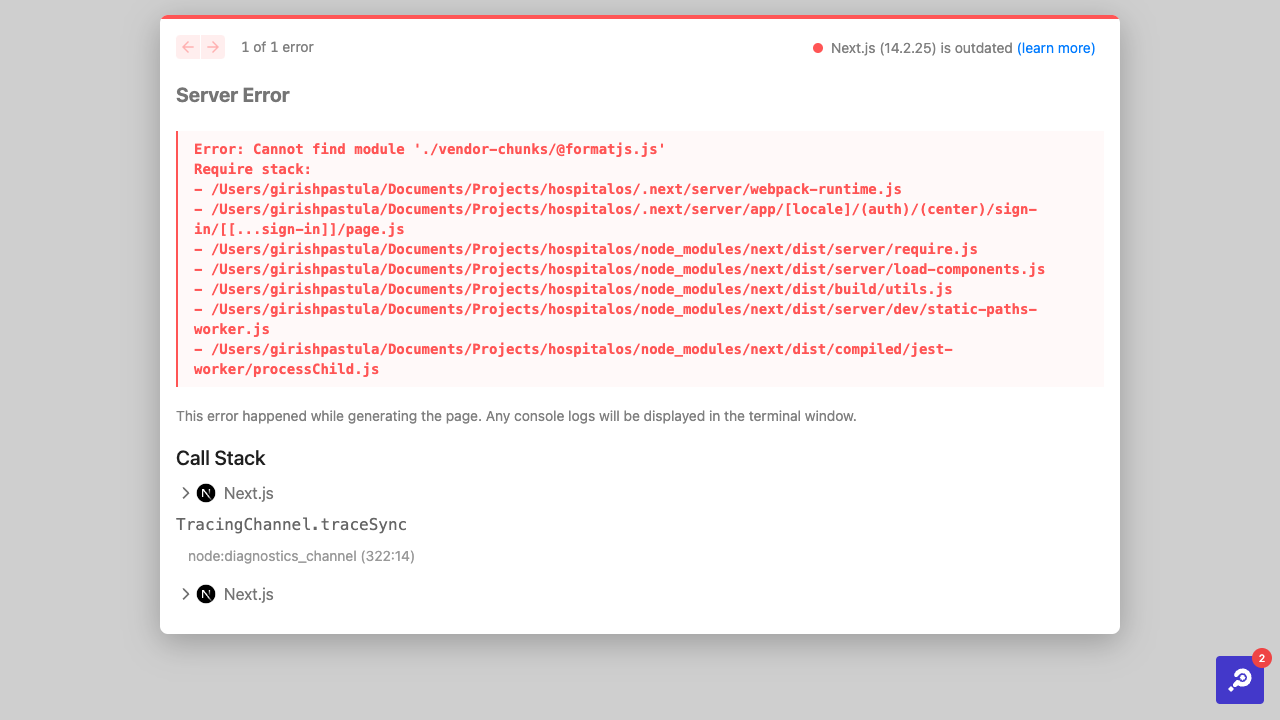 1 of 1 error
Next.js (14.2.25) is outdated (learn more)
Server Error
Error: Cannot find module './vendor-chunks/@formatjs.js'
Require stack:
- /Users/girishpastula/Documents/Projects/hospitalos/.next/server/webpack-runtime.js
- /Users/girishpastula/Documents/Projects/hospitalos/.next/server/app/[locale]/(auth)/(center)/sign-
in/[[...sign-in]]/page.js
- /Users/girishpastula/Documents/Projects/hospitalos/node_modules/next/dist/server/require.js
- /Users/girishpastula/Documents/Projects/hospitalos/node_modules/next/dist/server/load-components.js
- /Users/girishpastula/Documents/Projects/hospitalos/node_modules/next/dist/build/utils.js
- /Users/girishpastula/Documents/Projects/hospitalos/node_modules/next/dist/server/dev/static-paths-
worker.js
- /Users/girishpastula/Documents/Projects/hospitalos/node_modules/next/dist/compiled/jest-
worker/processChild.js
This error happened while generating the page. Any console logs will be displayed in the terminal window.
Call Stack
N Next.js
TracingChannel.traceSync
node:diagnostics_channel (322:14)
N Next.js
2